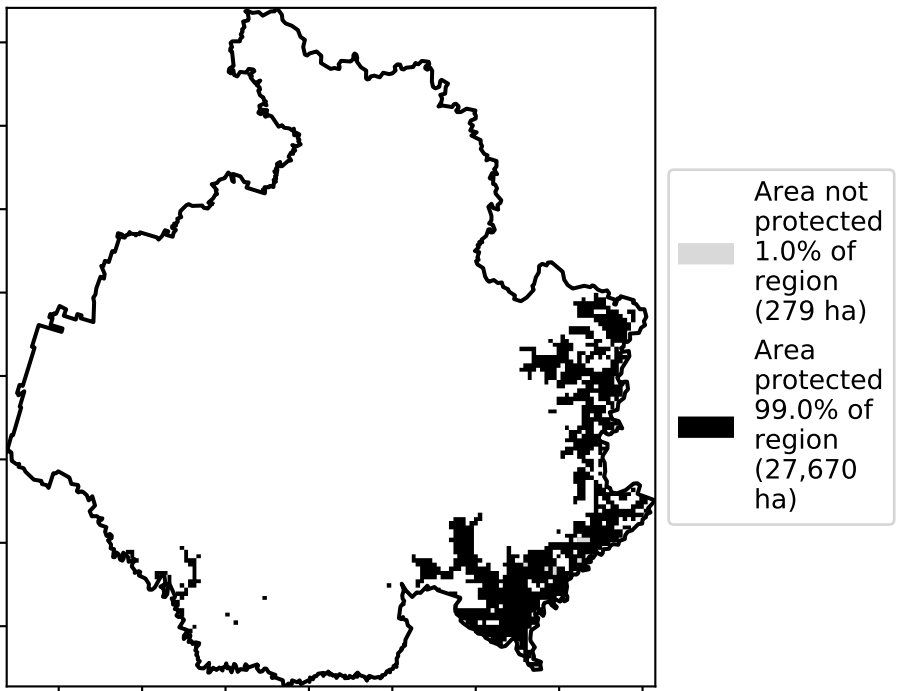 Area not
protected
1.0% of
region
(279 ha)
Area
protected
99.0% of
region
(27,670
ha)